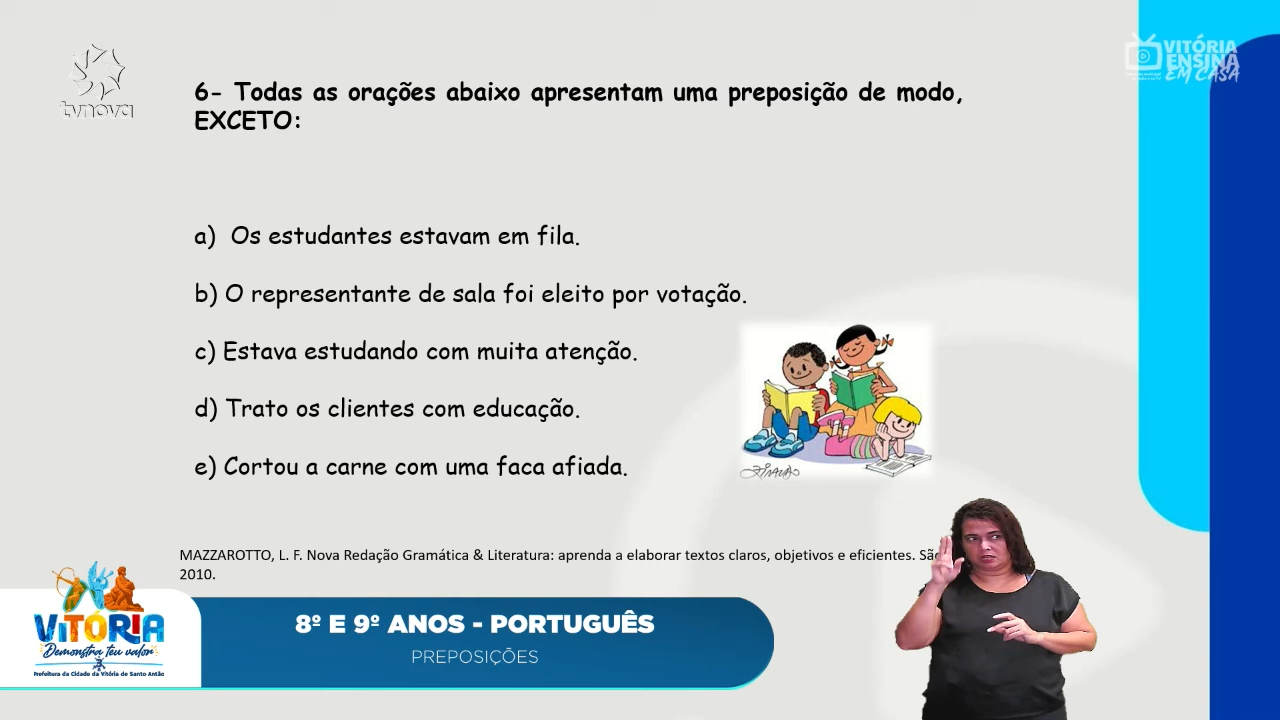 tvnova
VITÓRIA
ENSINA
EM CASA
6- Todas as orações abaixo apresentam uma preposição de modo,
EXCETO:
a) Os estudantes estavam em fila.
b) O representante de sala foi eleito por votação.
c) Estava estudando com muita atenção.
d) Trato os clientes com educação.
e) Cortou a carne com uma faca afiada.
MAZZAROTTO, L. F. Nova Redação Gramática & Literatura: aprenda a elaborar textos claros, objetivos e eficientes.
2010.
VITÓRIA
Demonstra teu valor
Prefeitura da Cidade da Vitória de Santo Antão
8º E 9º ANOS - PORTUGUÊS
PREPOSIÇÕES